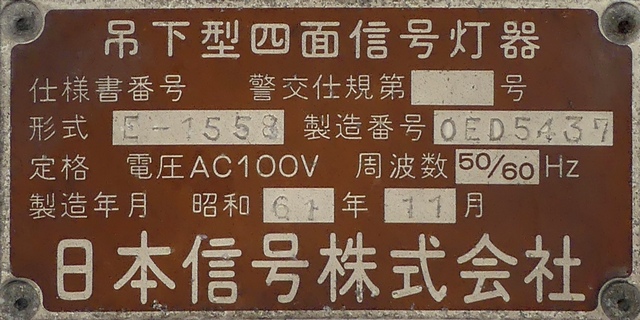 吊下型四面信号灯器
仕様書番号 警交仕規第 号
形式 E-1558 製造番号 0ED5437
定格 電圧AC100V 周波数 50/60 Hz
製造年月 昭和 61 年 11 月
日本信号株式会社